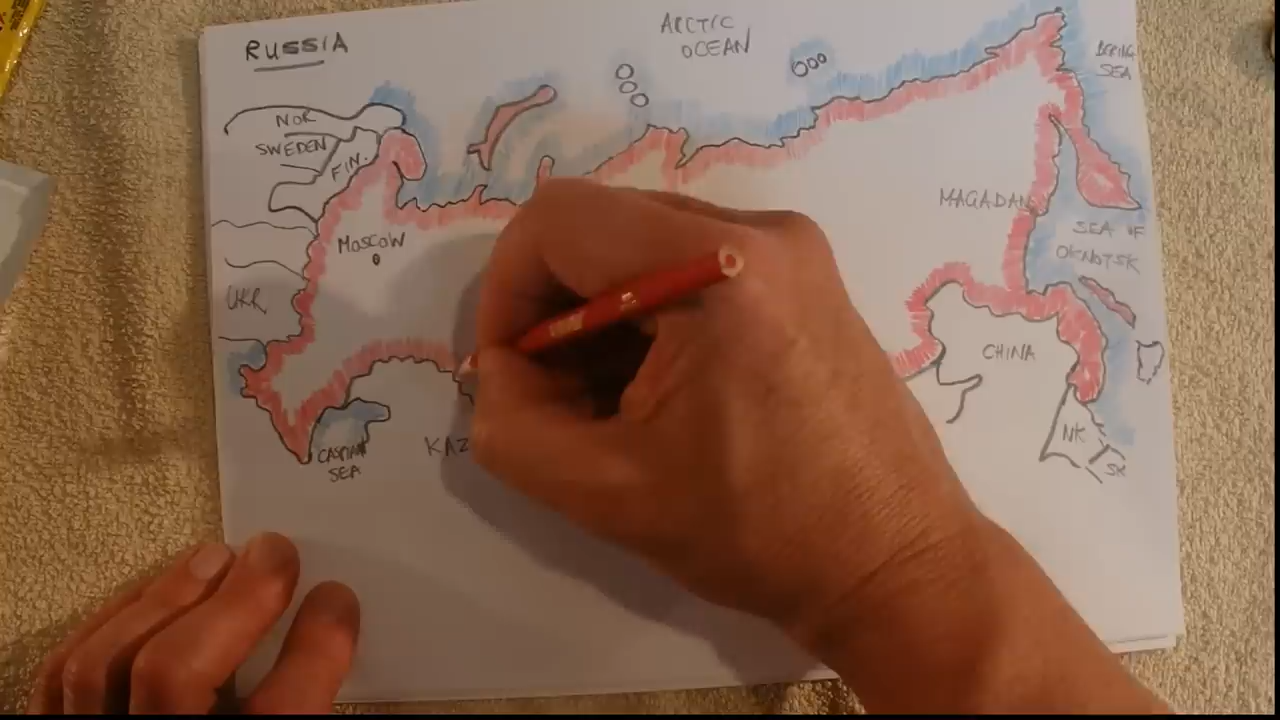 RUSSIA
ARCTIC
OCEAN
BERING
SEA
NOR
SWEDEN
FIN.
MAGADAN
MOSCOW
SEA OF
OKHOTSK
UKR
CHINA
CASPIAN
SEA
KAZ
NK
SK